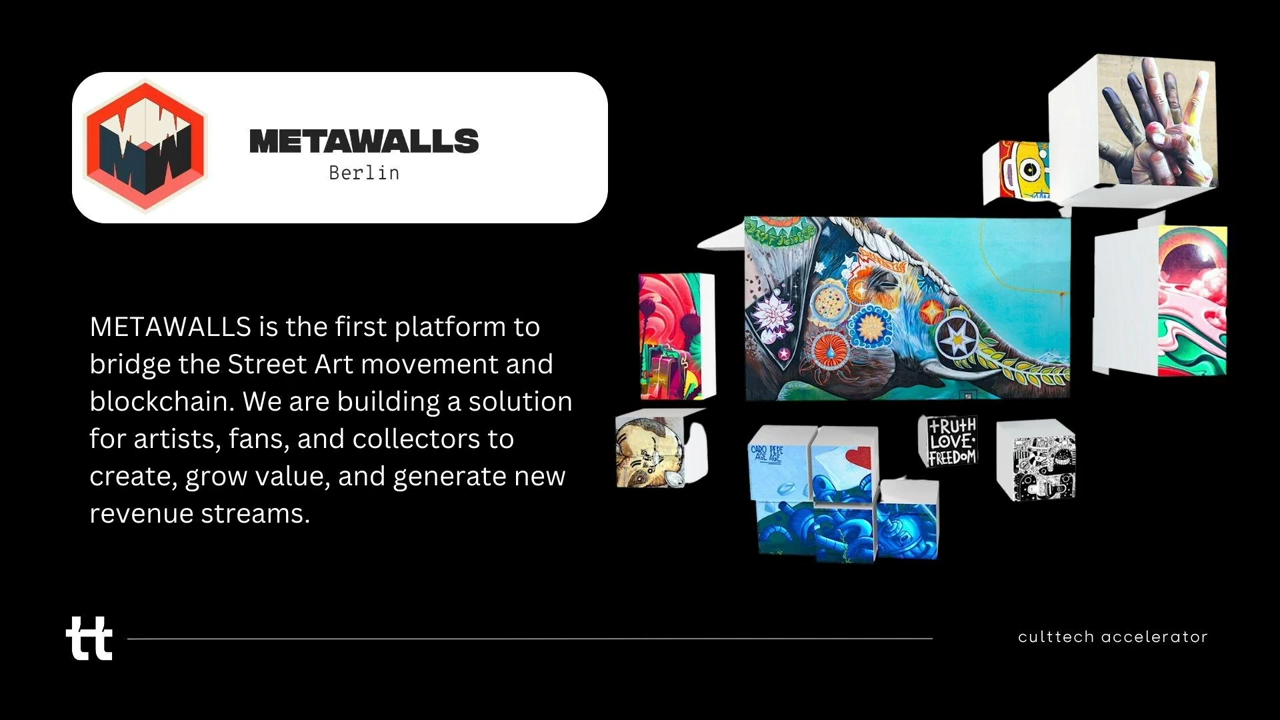 METAWALLS
Berlin
METAWALLS is the first platform to
bridge the Street Art movement and
blockchain. We are building a solution
for artists, fans, and collectors to
create, grow value, and generate new
revenue streams.
TRUTH
LOVE·
FREEDOM
tt
culttech accelerator